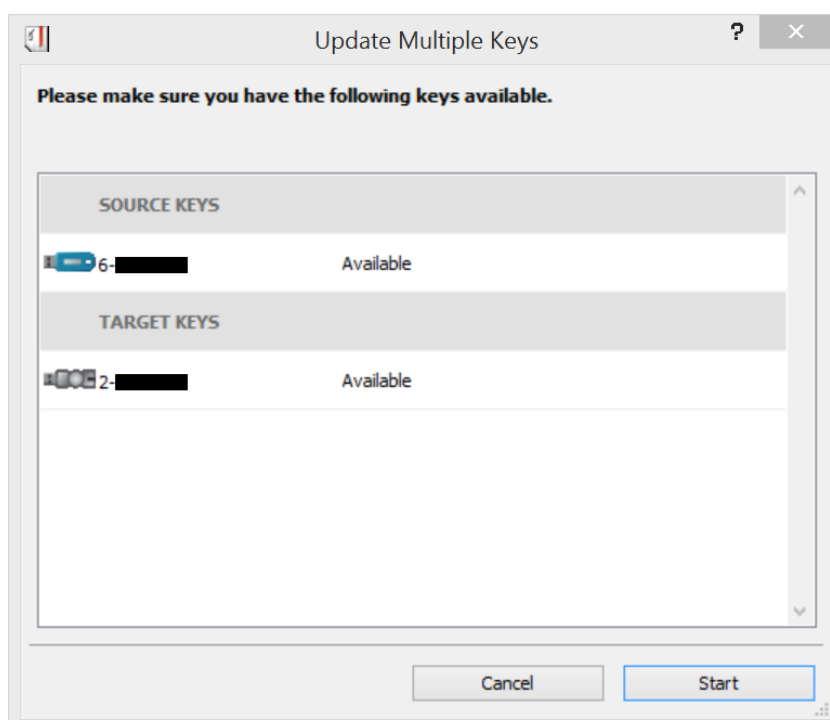 Update Multiple Keys
?
Please make sure you have the following keys available.
SOURCE KEYS
6- Available
TARGET KEYS
2- Available
Cancel Start